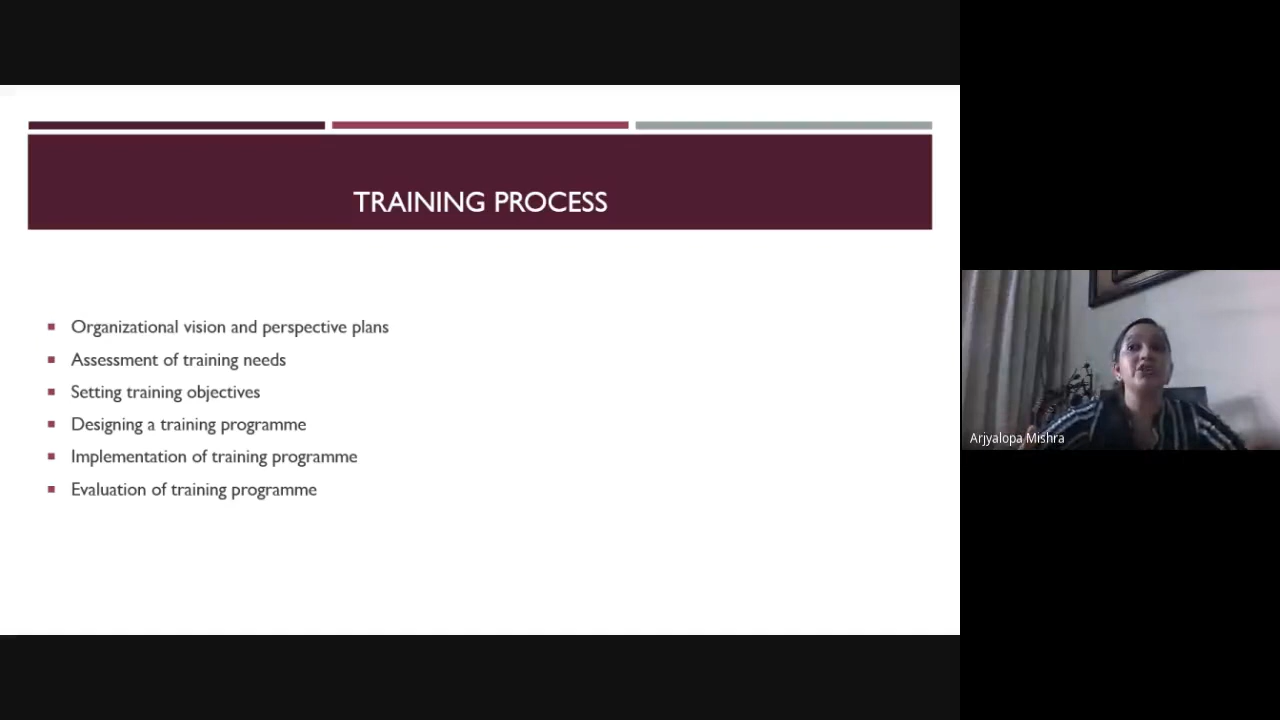 TRAINING PROCESS
Organizational vision and perspective plans
Assessment of training needs
Setting training objectives
Designing a training programme
Implementation of training programme
Evaluation of training programme
Arjyalopa Mishra